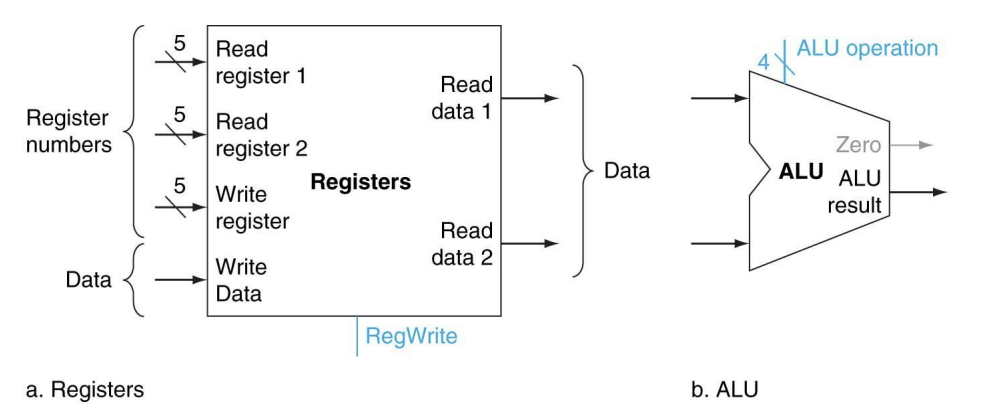 5
Read
register 1
5
Read
register 2
5
Write
register
Write
Data
Register
numbers
Data
Registers
Read
data 1
Read
data 2
Data
RegWrite
4
ALU operation
Zero
ALU
ALU
result
a. Registers
b. ALU